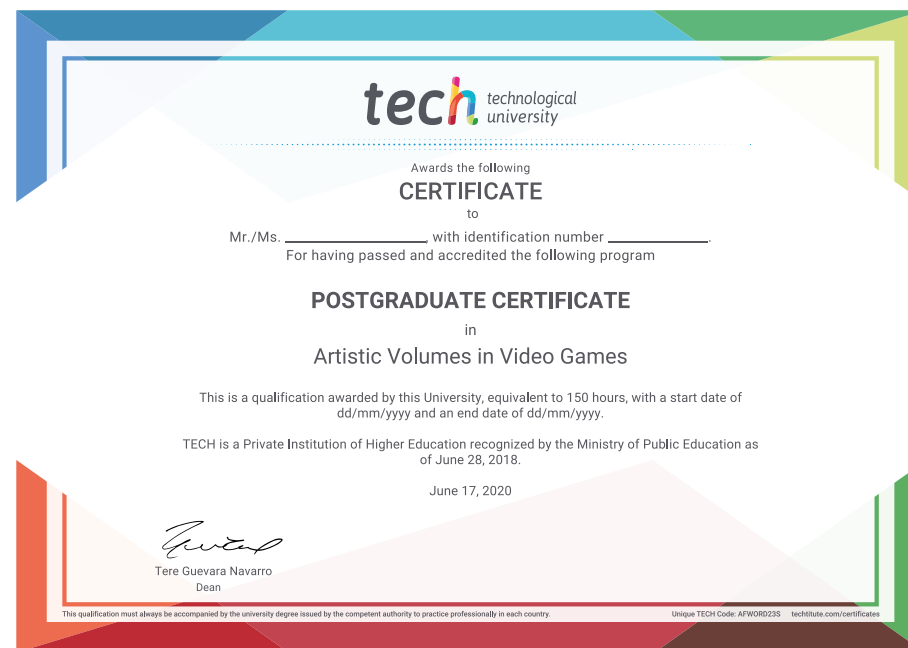 tech technological
university
Awards the following
CERTIFICATE
to
Mr./Ms. ____________, with identification number ____________.
For having passed and accredited the following program
POSTGRADUATE CERTIFICATE
in
Artistic Volumes in Video Games
This is a qualification awarded by this University, equivalent to 150 hours, with a start date of
dd/mm/yyyy and an end date of dd/mm/yyyy.
TECH is a Private Institution of Higher Education recognized by the Ministry of Public Education as
of June 28, 2018.
June 17, 2020
Tere Guevara Navarro
Dean
This qualification must always be accompanied by the university degree issued by the competent authority to practice professionally in each country. Unique TECH Code: AFWORD23S techtitute.com/certificates